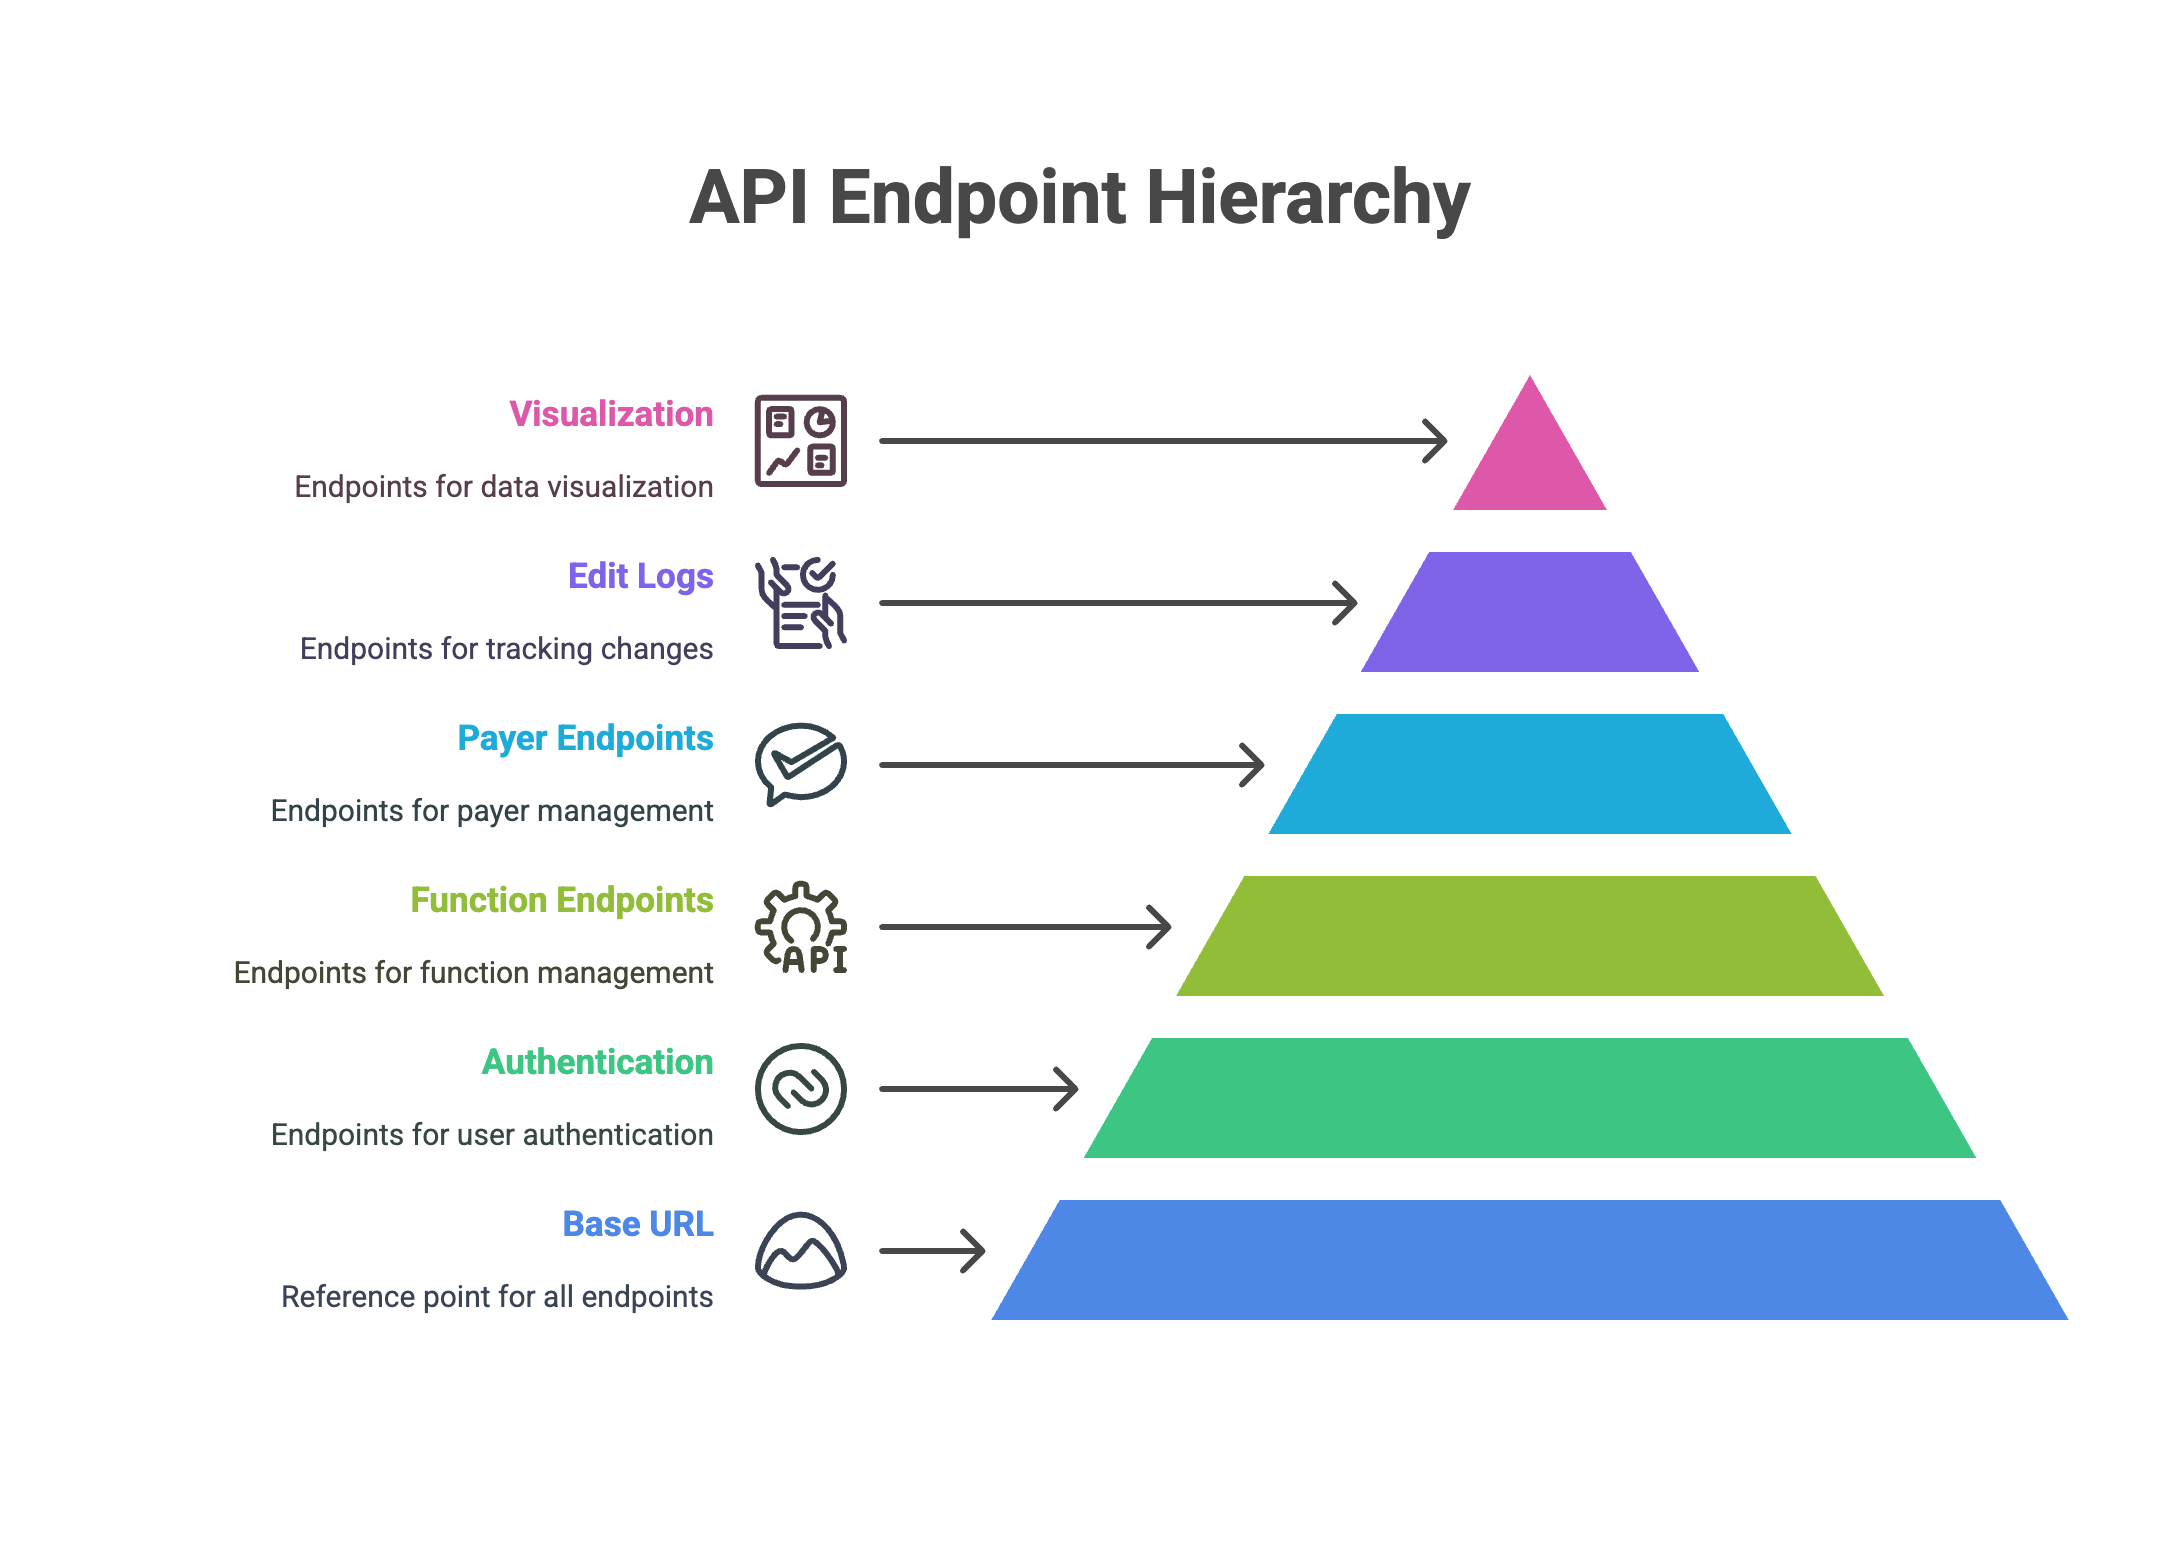 API Endpoint Hierarchy
Visualization
Endpoints for data visualization
Edit Logs
Endpoints for tracking changes
Payer Endpoints
Endpoints for payer management
Function Endpoints
Endpoints for function management
API
Authentication
Endpoints for user authentication
Base URL
Reference point for all endpoints